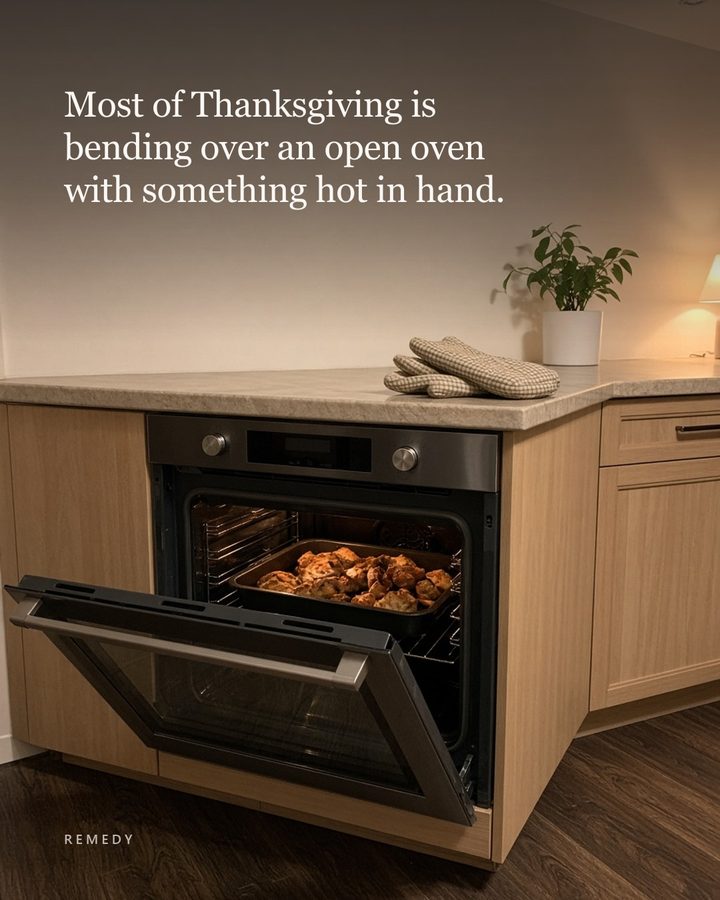 Most of Thanksgiving is
bending over an open oven
with something hot in hand.
REMEDY